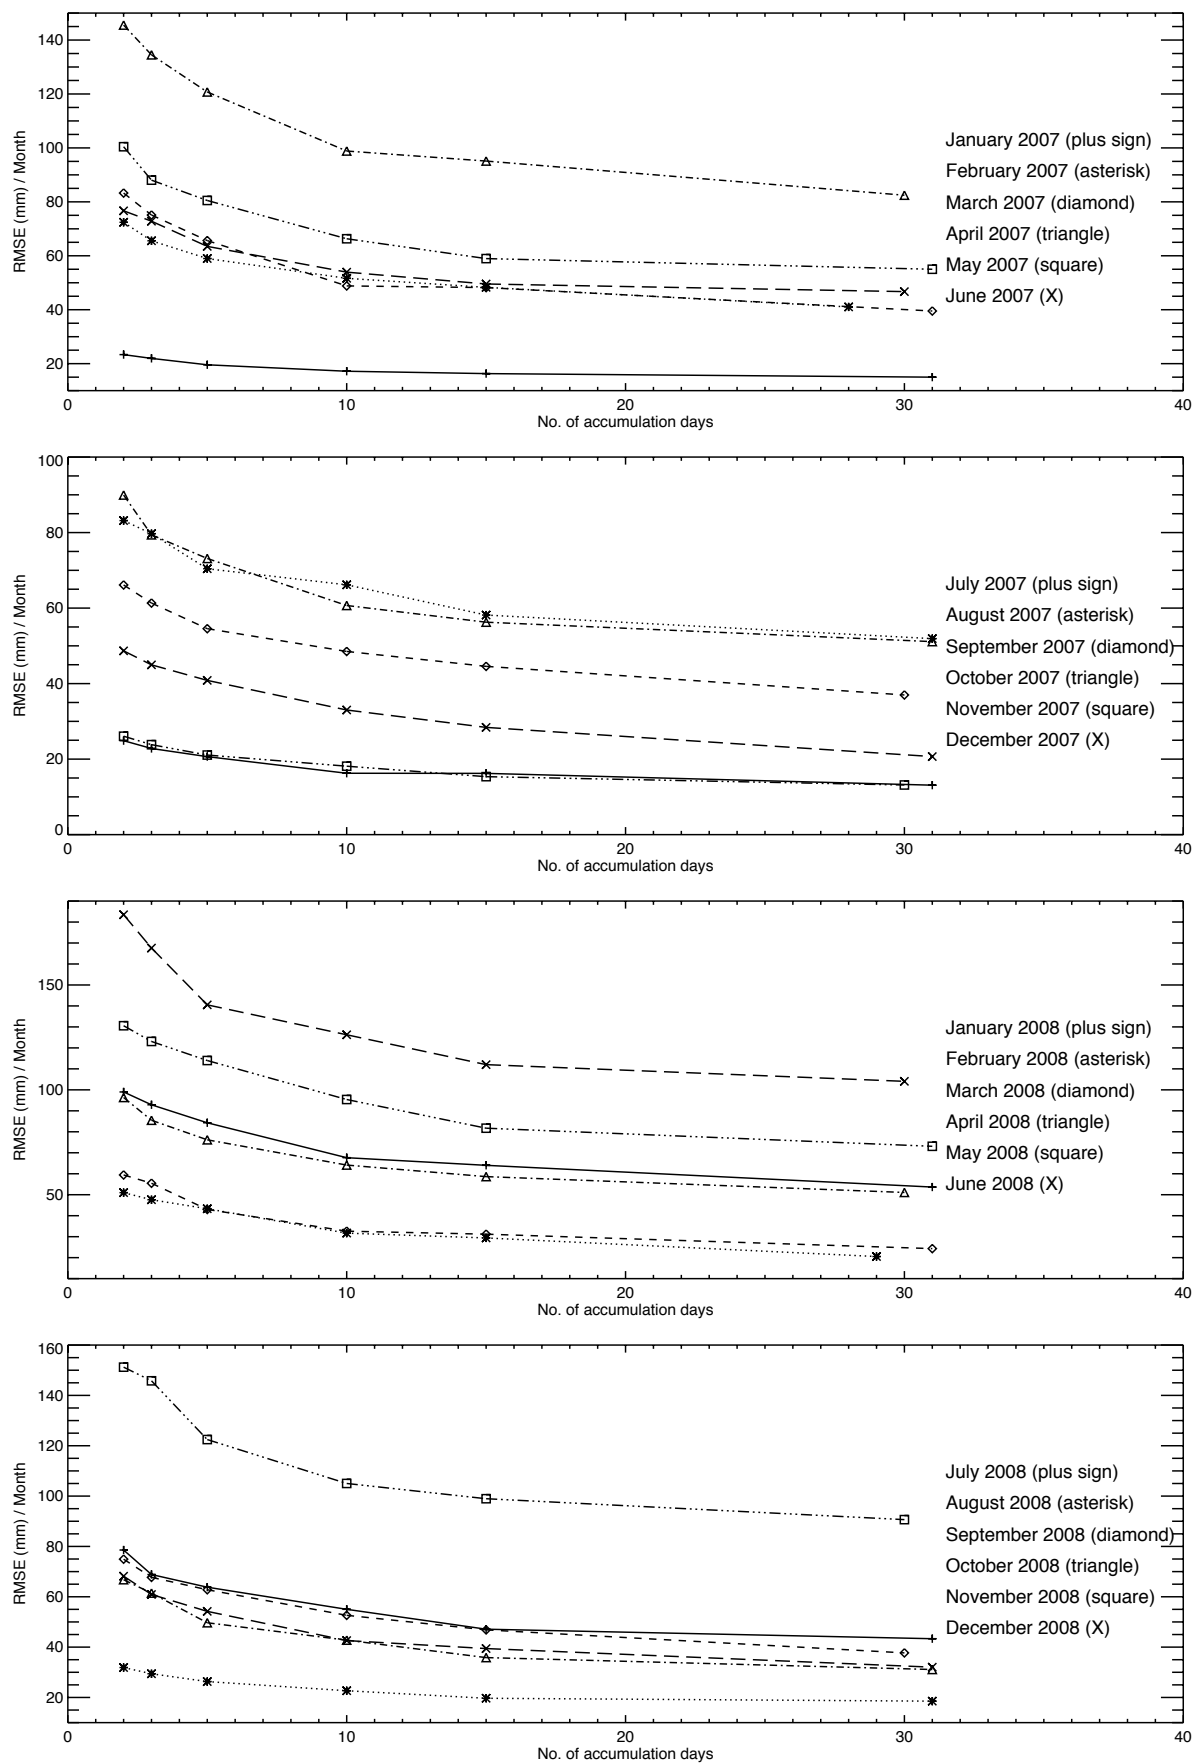 140
120
100
80
60
40
20
RMSE (mm) / Month
January 2007 (plus sign)
February 2007 (asterisk)
March 2007 (diamond)
April 2007 (triangle)
May 2007 (square)
June 2007 (X)
0 10 20 30 40
No. of accumulation days
100
80
60
40
20
0
RMSE (mm) / Month
July 2007 (plus sign)
August 2007 (asterisk)
September 2007 (diamond)
October 2007 (triangle)
November 2007 (square)
December 2007 (X)
0 10 20 30 40
No. of accumulation days
150
100
50
RMSE (mm) / Month
January 2008 (plus sign)
February 2008 (asterisk)
March 2008 (diamond)
April 2008 (triangle)
May 2008 (square)
June 2008 (X)
0 10 20 30 40
No. of accumulation days
160
140
120
100
80
60
40
20
RMSE (mm) / Month
July 2008 (plus sign)
August 2008 (asterisk)
September 2008 (diamond)
October 2008 (triangle)
November 2008 (square)
December 2008 (X)
0 10 20 30 40
No. of accumulation days